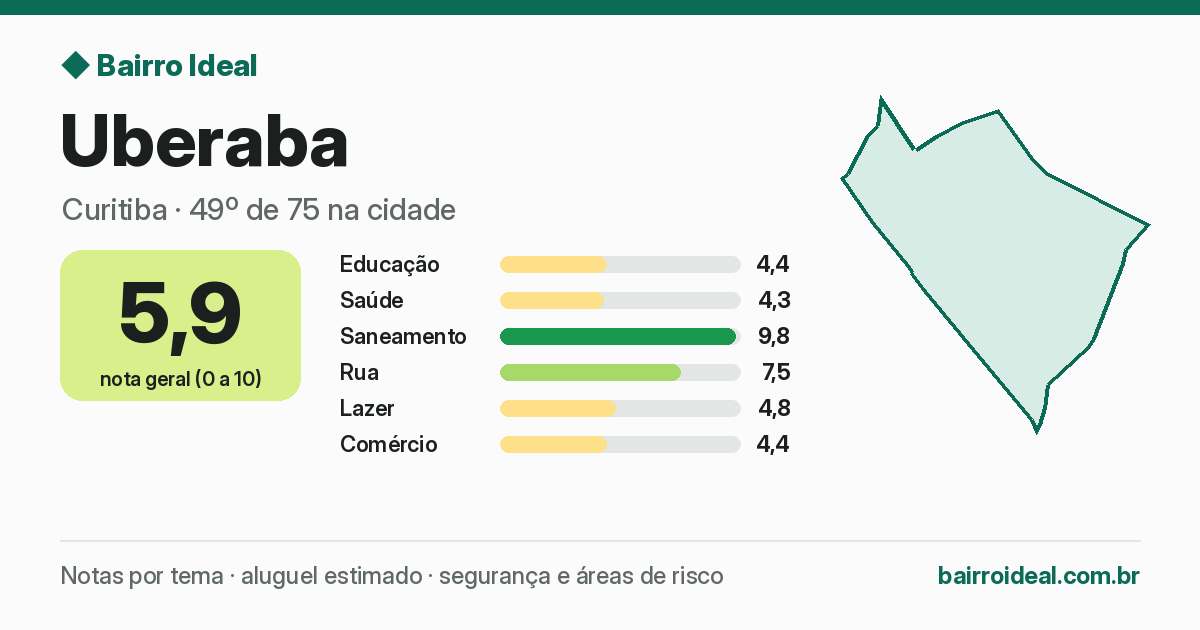 Bairro Ideal
Uberaba
Curitiba · 49º de 75 na cidade
5,9
nota geral (0 a 10)
Educação 4,4
Saúde 4,3
Saneamento 9,8
Rua 7,5
Lazer 4,8
Comércio 4,4
Notas por tema · aluguel estimado · segurança e áreas de risco
bairroideal.com.br